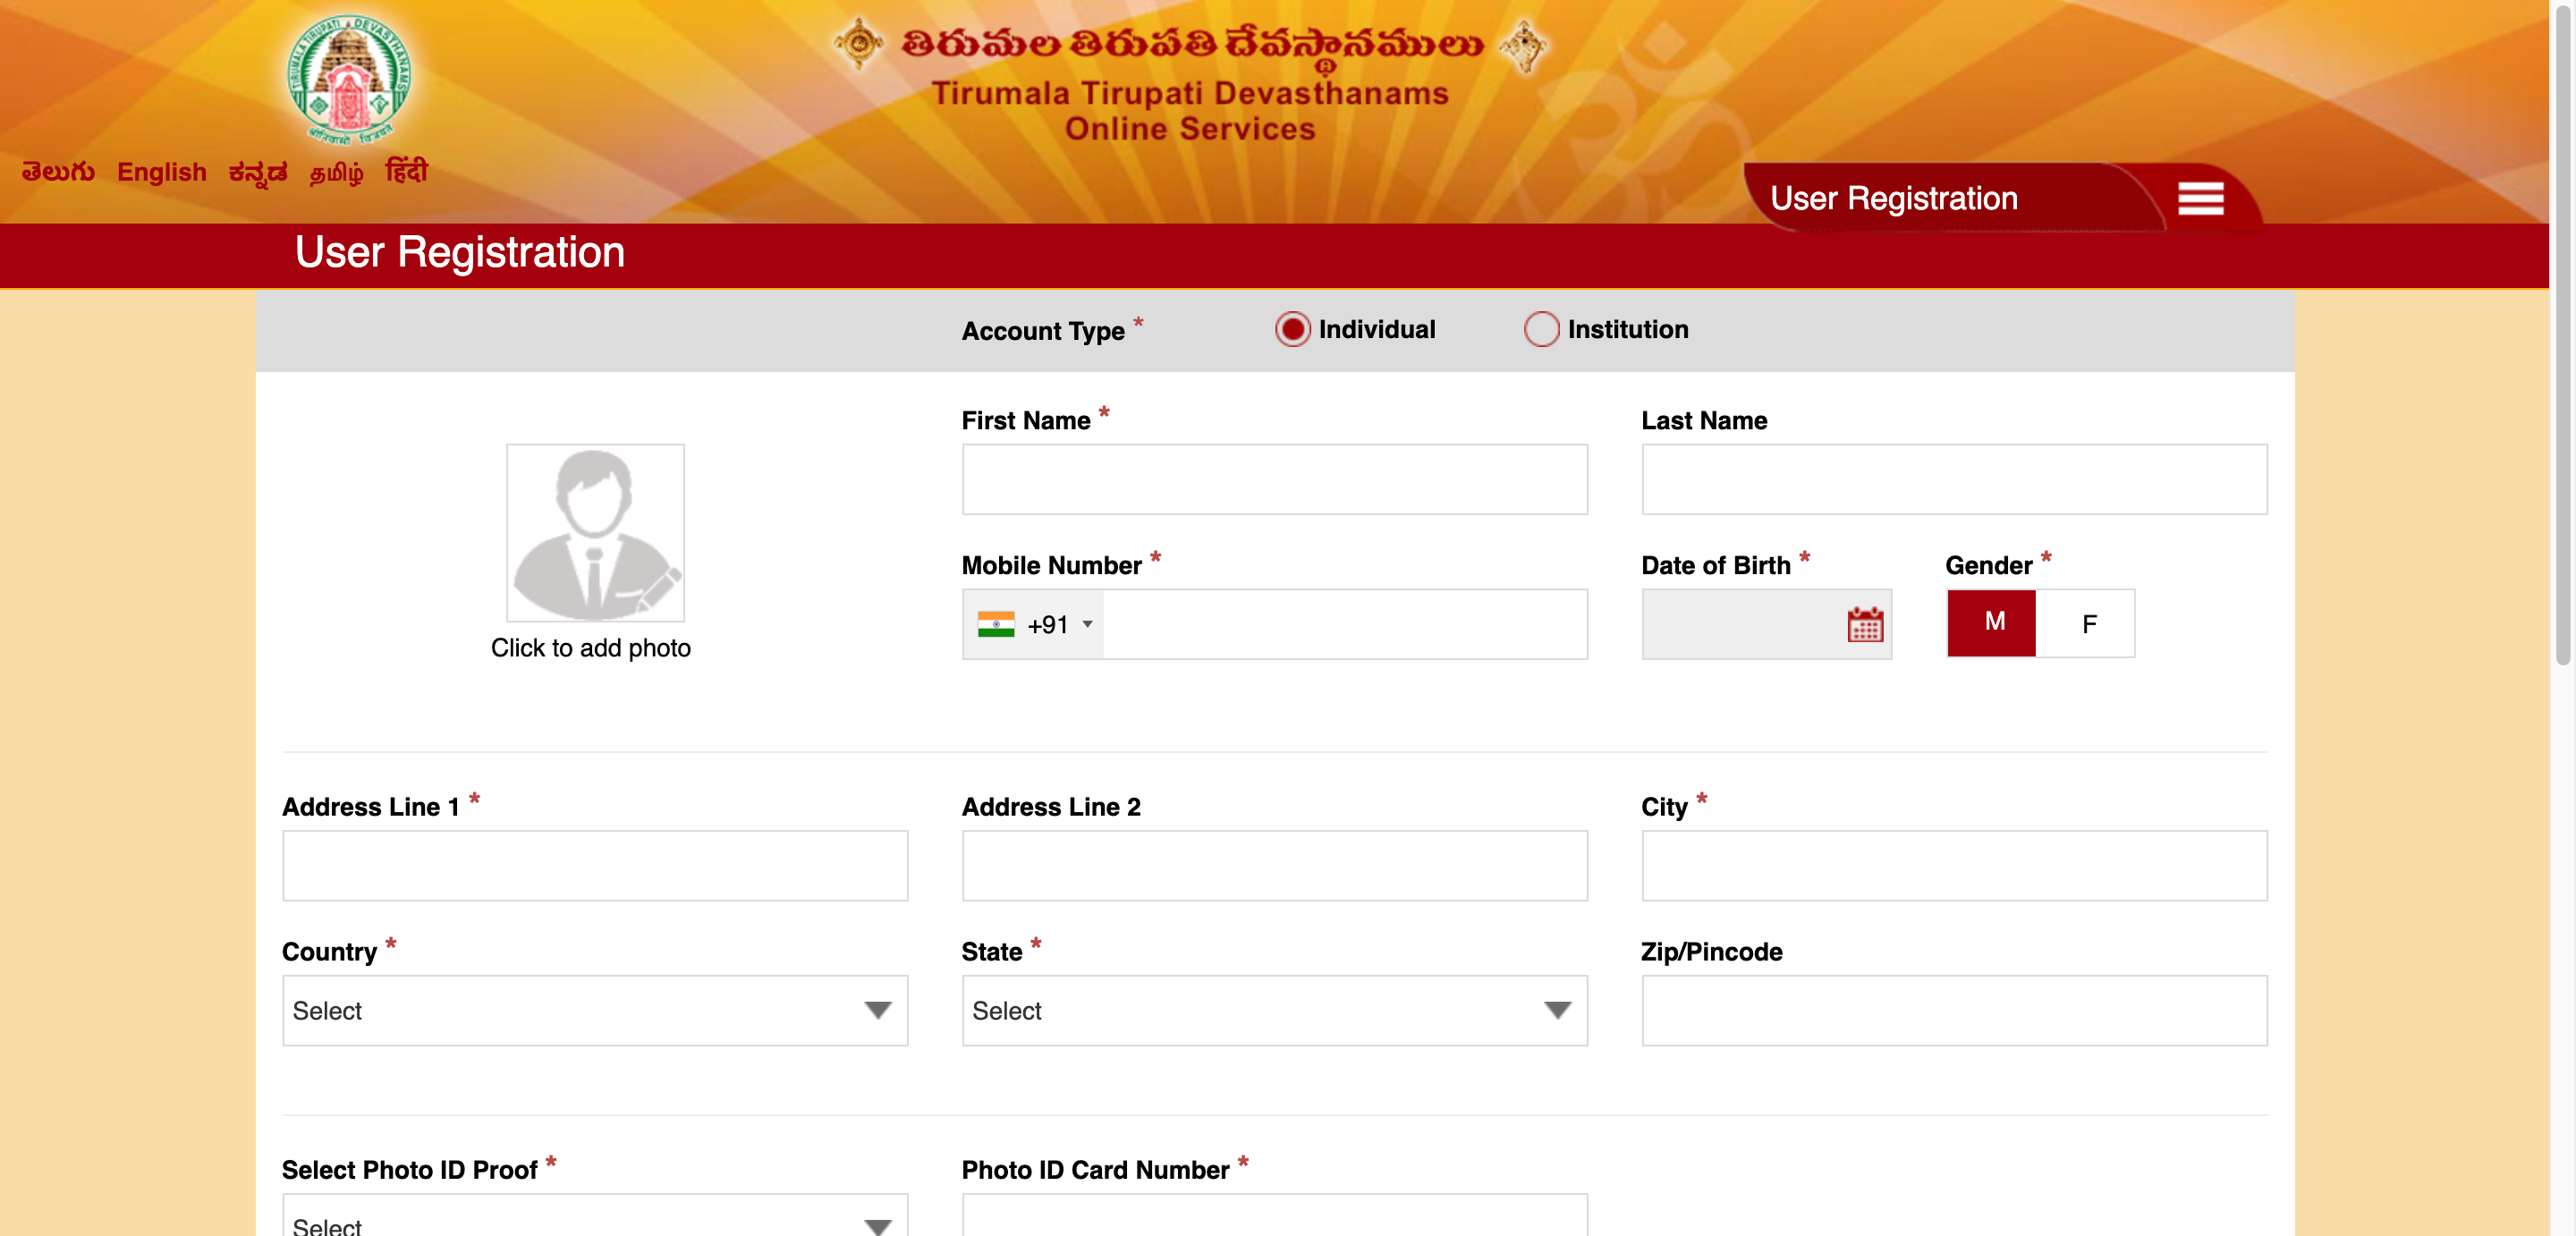 TIRUMALA TIRUPATI DEVASTHANAMS
తిరుమల తిరుపతి దేవస్థానములు
Tirumala Tirupati Devasthanams
Online Services
తెలుగు English ಕನ್ನಡ தமிழ் हिंदी
User Registration
User Registration
Account Type * Individual Institution
First Name * Last Name
Mobile Number * Date of Birth * Gender *
+91 M F
Click to add photo
Address Line 1 * Address Line 2 City *
Country * State * Zip/Pincode
Select Select
Select Photo ID Proof * Photo ID Card Number *
Select